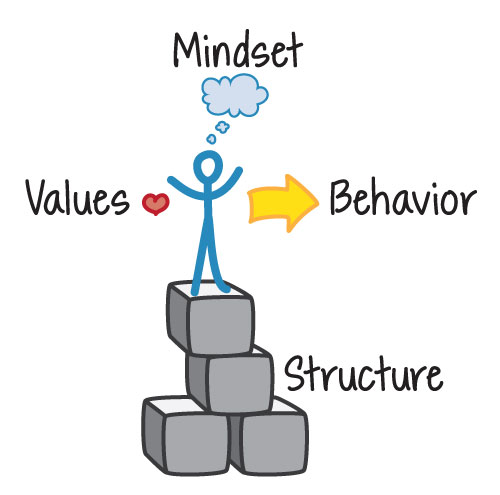 Mindset
Values
Behavior
Structure